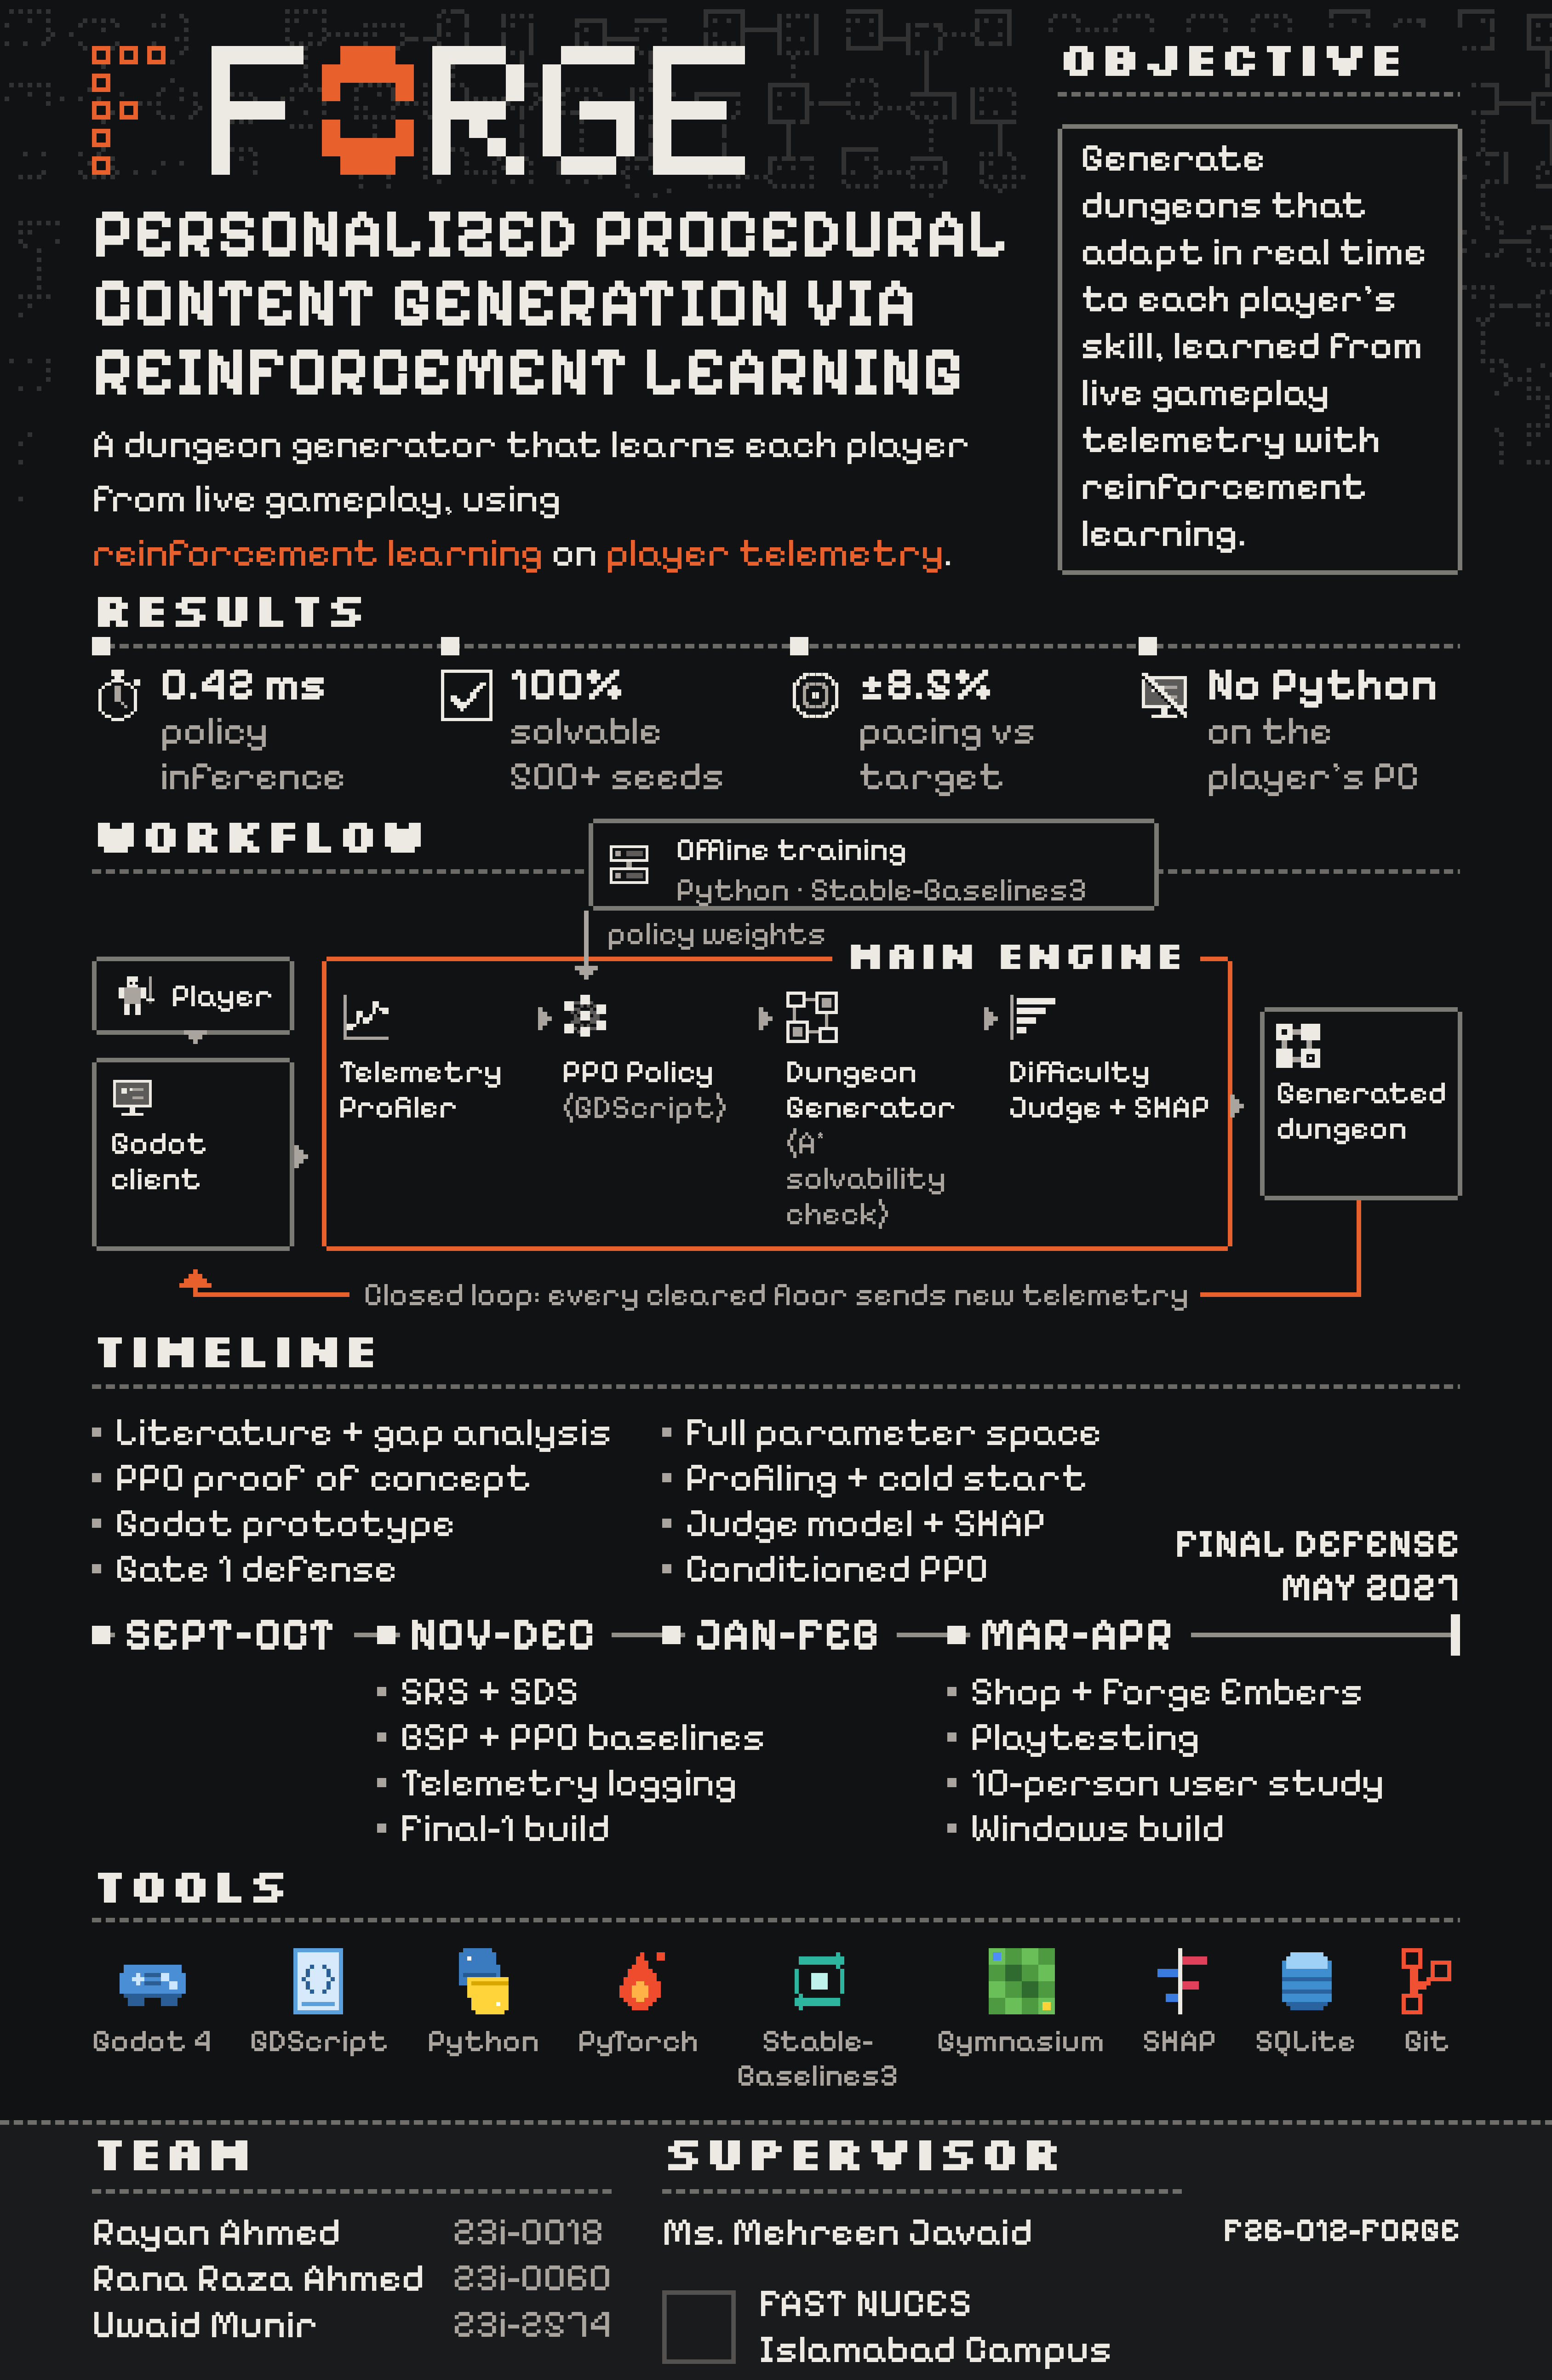 FORGE
PERSONALIZED PROCEDURAL
CONTENT GENERATION VIA
REINFORCEMENT LEARNING
A dungeon generator that learns each player
from live gameplay, using
reinforcement learning on player telemetry.
OBJECTIVE
Generate
dungeons that
adapt in real time
to each player's
skill, learned from
live gameplay
telemetry with
reinforcement
learning.
RESULTS
0.42 ms
policy
inference
100%
solvable
900+ seeds
±8.9%
pacing vs
target
No Python
on the
player's PC
WORKFLOW
Offline training
Python · Stable-Baselines3
policy weights
MAIN ENGINE
Player
Godot
client
Telemetry
Profiler
PPO Policy
(GDScript)
Dungeon
Generator
(A*
solvability
check)
Difficulty
Judge + SHAP
Generated
dungeon
Closed loop: every cleared floor sends new telemetry
TIMELINE
Literature + gap analysis
PPO proof of concept
Godot prototype
Gate 1 defense
Full parameter space
Profiling + cold start
Judge model + SHAP
Conditioned PPO
FINAL DEFENSE
MAY 2027
SEPT-OCT
NOV-DEC
JAN-FEB
MAR-APR
SRS + SDS
BSP + PPO baselines
Telemetry logging
Final-1 build
Shop + Forge Embers
Playtesting
10-person user study
Windows build
TOOLS
Godot 4
GDScript
Python
PyTorch
Stable-
Baselines3
Gymnasium
SHAP
SQLite
Git
TEAM
Rayan Ahmed 23i-0018
Rana Raza Ahmed 23i-0060
Uwaid Munir 23i-2974
SUPERVISOR
Ms. Mehreen Javaid
FAST NUCES
Islamabad Campus